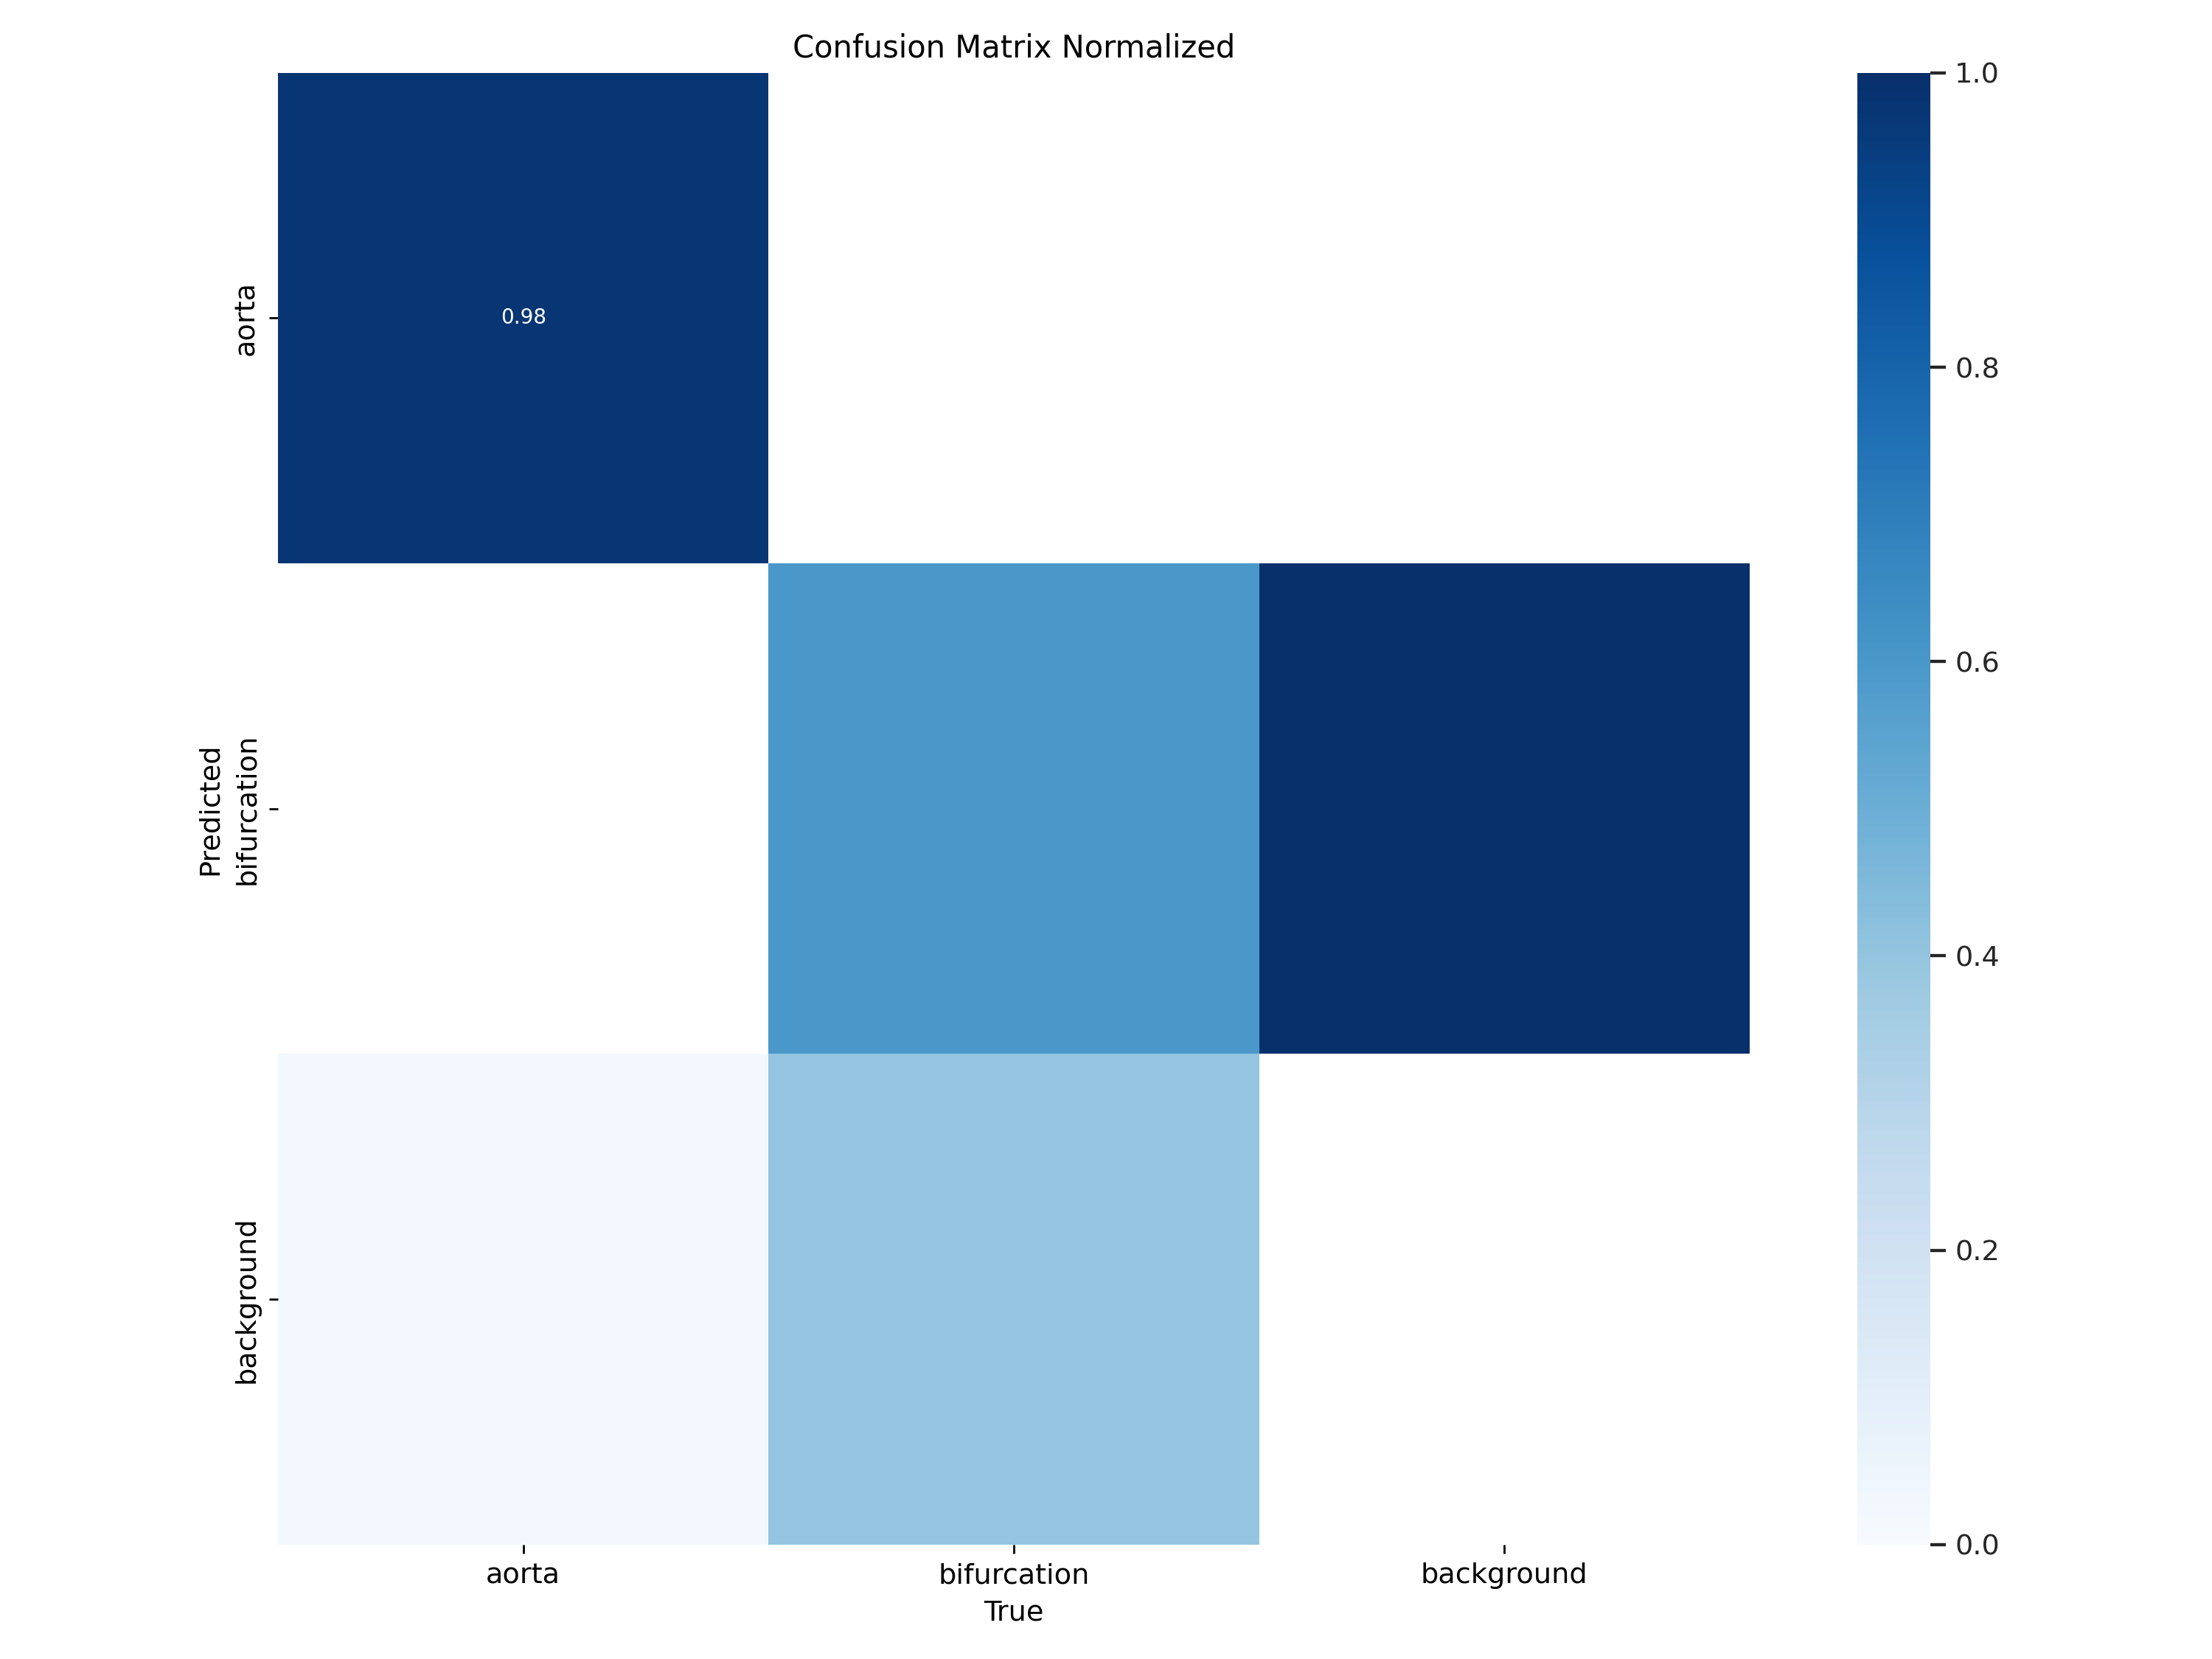 Confusion Matrix Normalized
aorta
0.98
Predicted
bifurcation
background
aorta
bifurcation
background
True
1.0
0.8
0.6
0.4
0.2
0.0